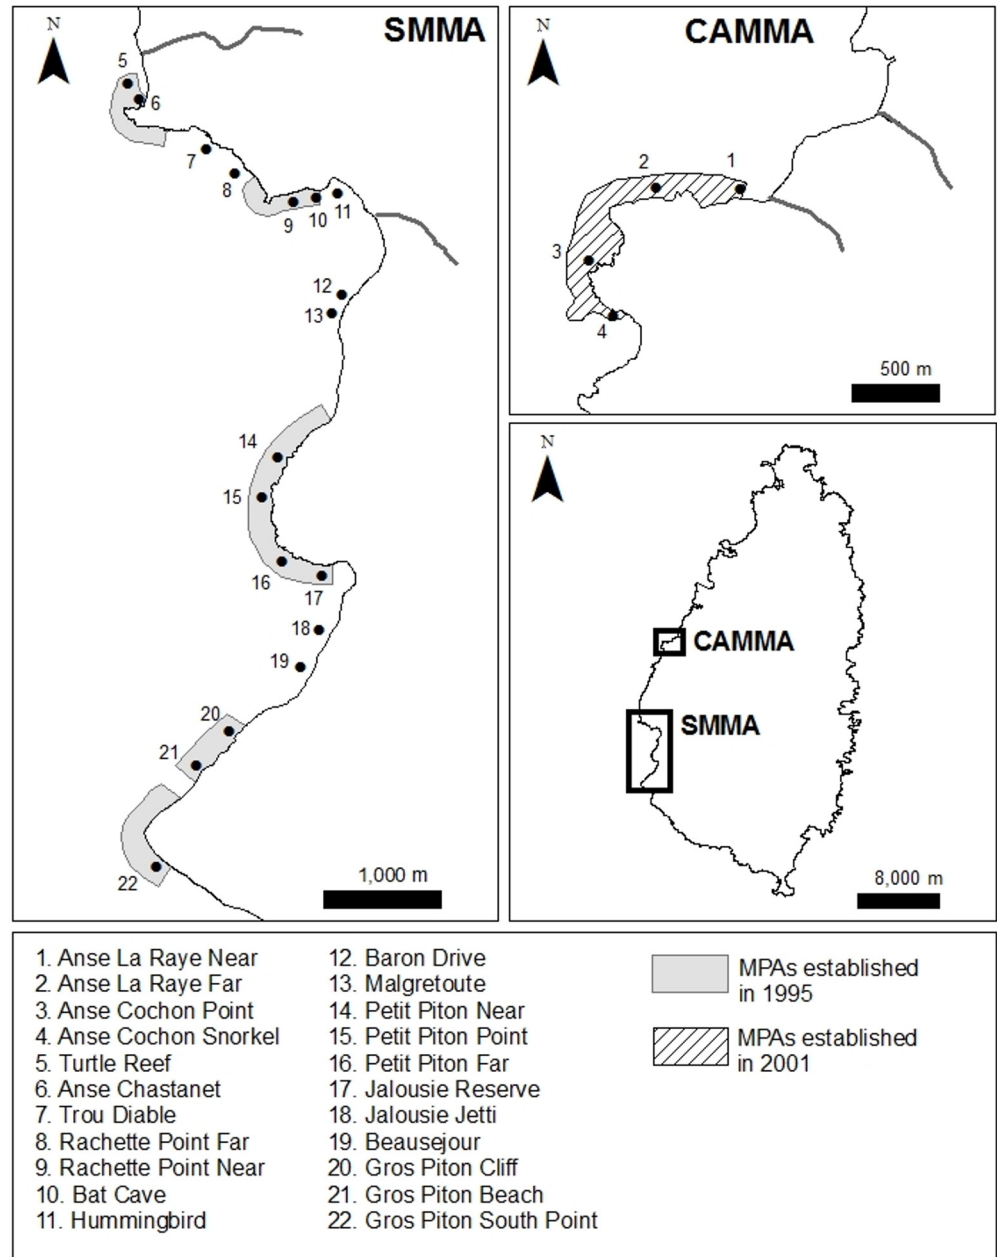 N
SMMA
5
6
7
8
9
10
11
12
13
14
15
16
17
18
19
20
21
22
1,000 m
N
CAMMA
2
1
3
4
500 m
N
CAMMA
SMMA
8,000 m
1. Anse La Raye Near
2. Anse La Raye Far
3. Anse Cochon Point
4. Anse Cochon Snorkel
5. Turtle Reef
6. Anse Chastanet
7. Trou Diable
8. Rachette Point Far
9. Rachette Point Near
10. Bat Cave
11. Hummingbird
12. Baron Drive
13. Malgretoute
14. Petit Piton Near
15. Petit Piton Point
16. Petit Piton Far
17. Jalousie Reserve
18. Jalousie Jetti
19. Beausejour
20. Gros Piton Cliff
21. Gros Piton Beach
22. Gros Piton South Point
MPAs established
in 1995
MPAs established
in 2001